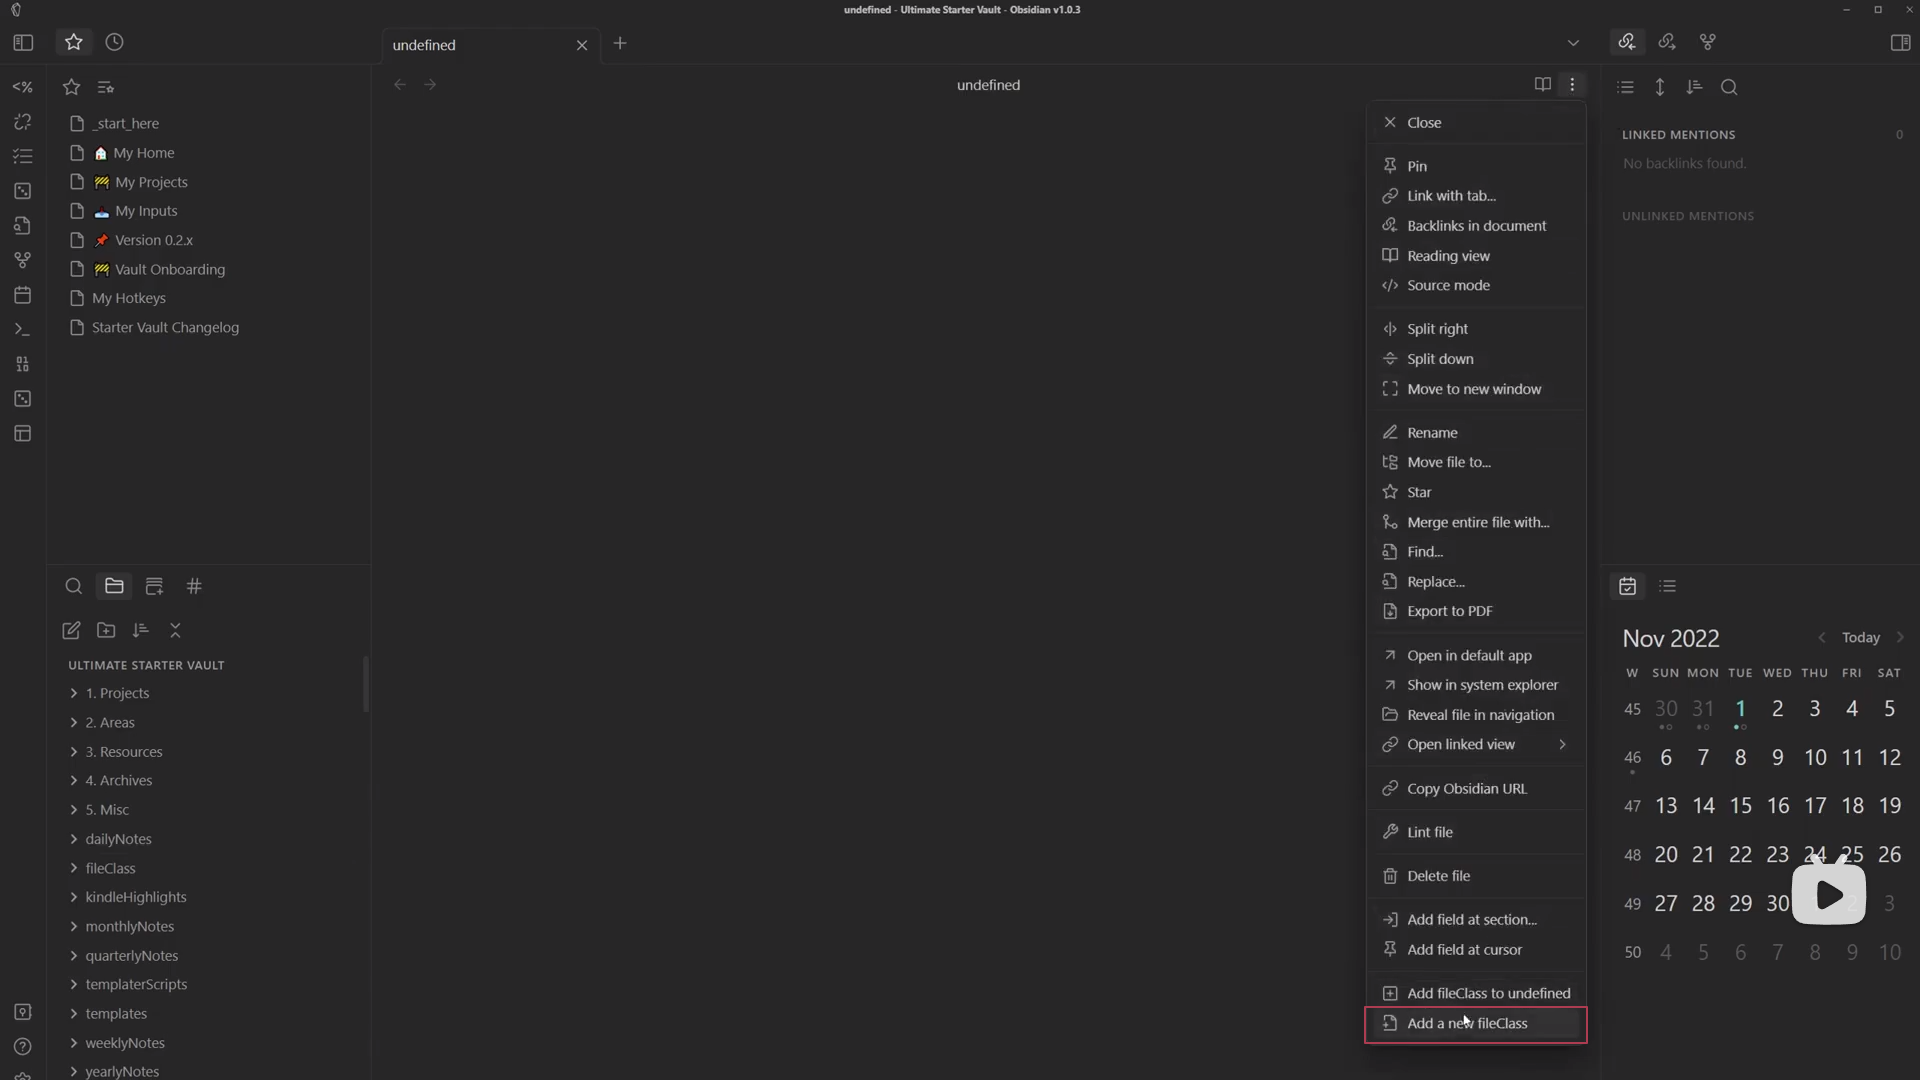 undefined - Ultimate Starter Vault - Obsidian v1.0.3
undefined
undefined
_start_here
My Home
My Projects
My Inputs
Version 0.2.x
Vault Onboarding
My Hotkeys
Starter Vault Changelog
ULTIMATE STARTER VAULT
1. Projects
2. Areas
3. Resources
4. Archives
5. Misc
dailyNotes
fileClass
kindleHighlights
monthlyNotes
quarterlyNotes
templaterScripts
templates
weeklyNotes
yearlyNotes
Close
Pin
Link with tab...
Backlinks in document
Reading view
Source mode
Split right
Split down
Move to new window
Rename
Move file to...
Star
Merge entire file with...
Find...
Replace...
Export to PDF
Open in default app
Show in system explorer
Reveal file in navigation
Open linked view
Copy Obsidian URL
Lint file
Delete file
Add field at section...
Add field at cursor
Add fileClass to undefined
Add a new fileClass
LINKED MENTIONS 0
No backlinks found.
UNLINKED MENTIONS
Nov 2022 Today
W SUN MON TUE WED THU FRI SAT
45 30 31 1 2 3 4 5
46 6 7 8 9 10 11 12
47 13 14 15 16 17 18 19
48 20 21 22 23 24 25 26
49 27 28 29 30 3
50 4 5 6 7 8 9 10